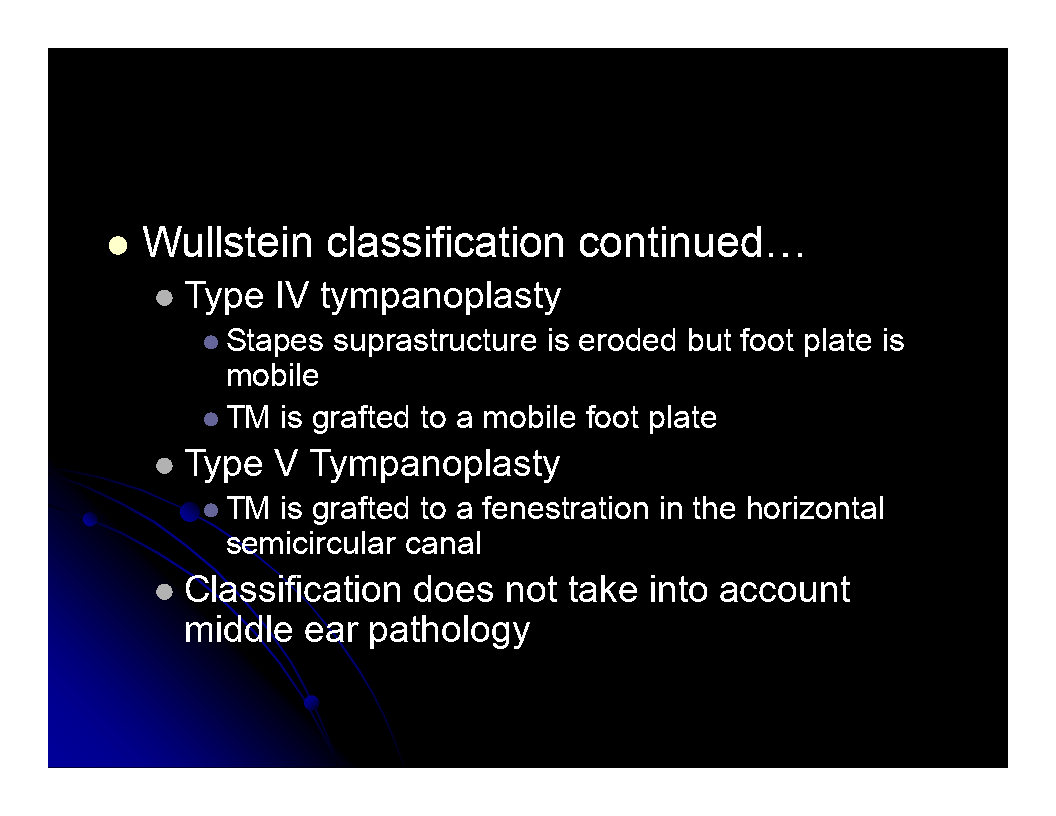 Wullstein classification continued…
Type IV tympanoplasty
Stapes suprastructure is eroded but foot plate is
mobile
TM is grafted to a mobile foot plate
Type V Tympanoplasty
TM is grafted to a fenestration in the horizontal
semicircular canal
Classification does not take into account
middle ear pathology